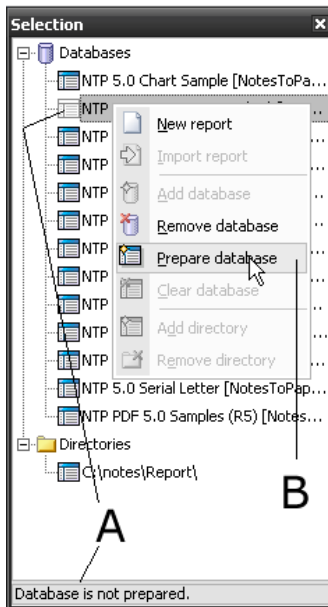 Selection
Databases
NTP 5.0 Chart Sample [NotesToPa...
NTP
NTP
NTP
NTP
NTP
NTP
NTP
NTP
NTP
NTP
NTP 5.0 Serial Letter [NotesToPap...
NTP PDF 5.0 Samples (R5) [Notes...
Directories
C:\notes\Report\
New report
Import report
Add database
Remove database
Prepare database
Clear database
Add directory
Remove directory
A
B
Database is not prepared.